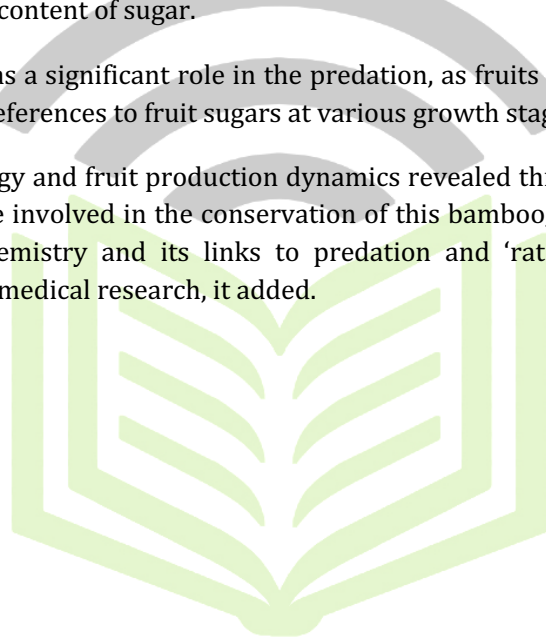 content of sugar.
as a significant role in the predation, as fruits
eferences to fruit sugars at various growth stag
gy and fruit production dynamics revealed thi
e involved in the conservation of this bamboo,
emistry and its links to predation and ‘rat
medical research, it added.